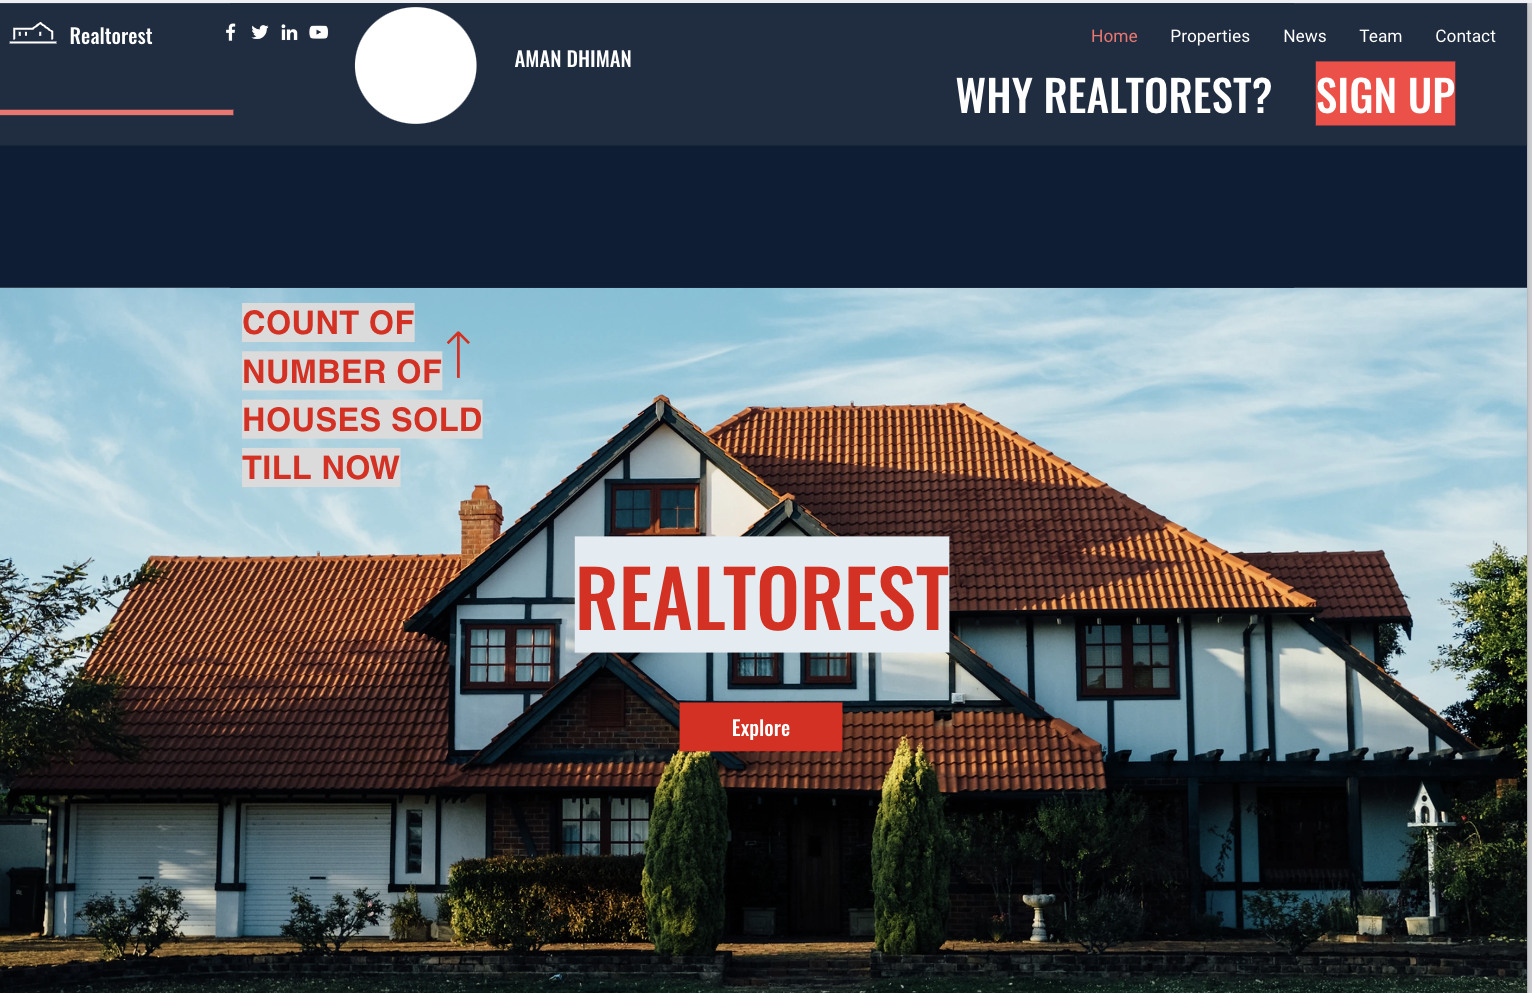 Realtorest
AMAN DHIMAN
Home Properties News Team Contact
WHY REALTOREST? SIGN UP
COUNT OF
NUMBER OF
HOUSES SOLD
TILL NOW
REALTOREST
Explore